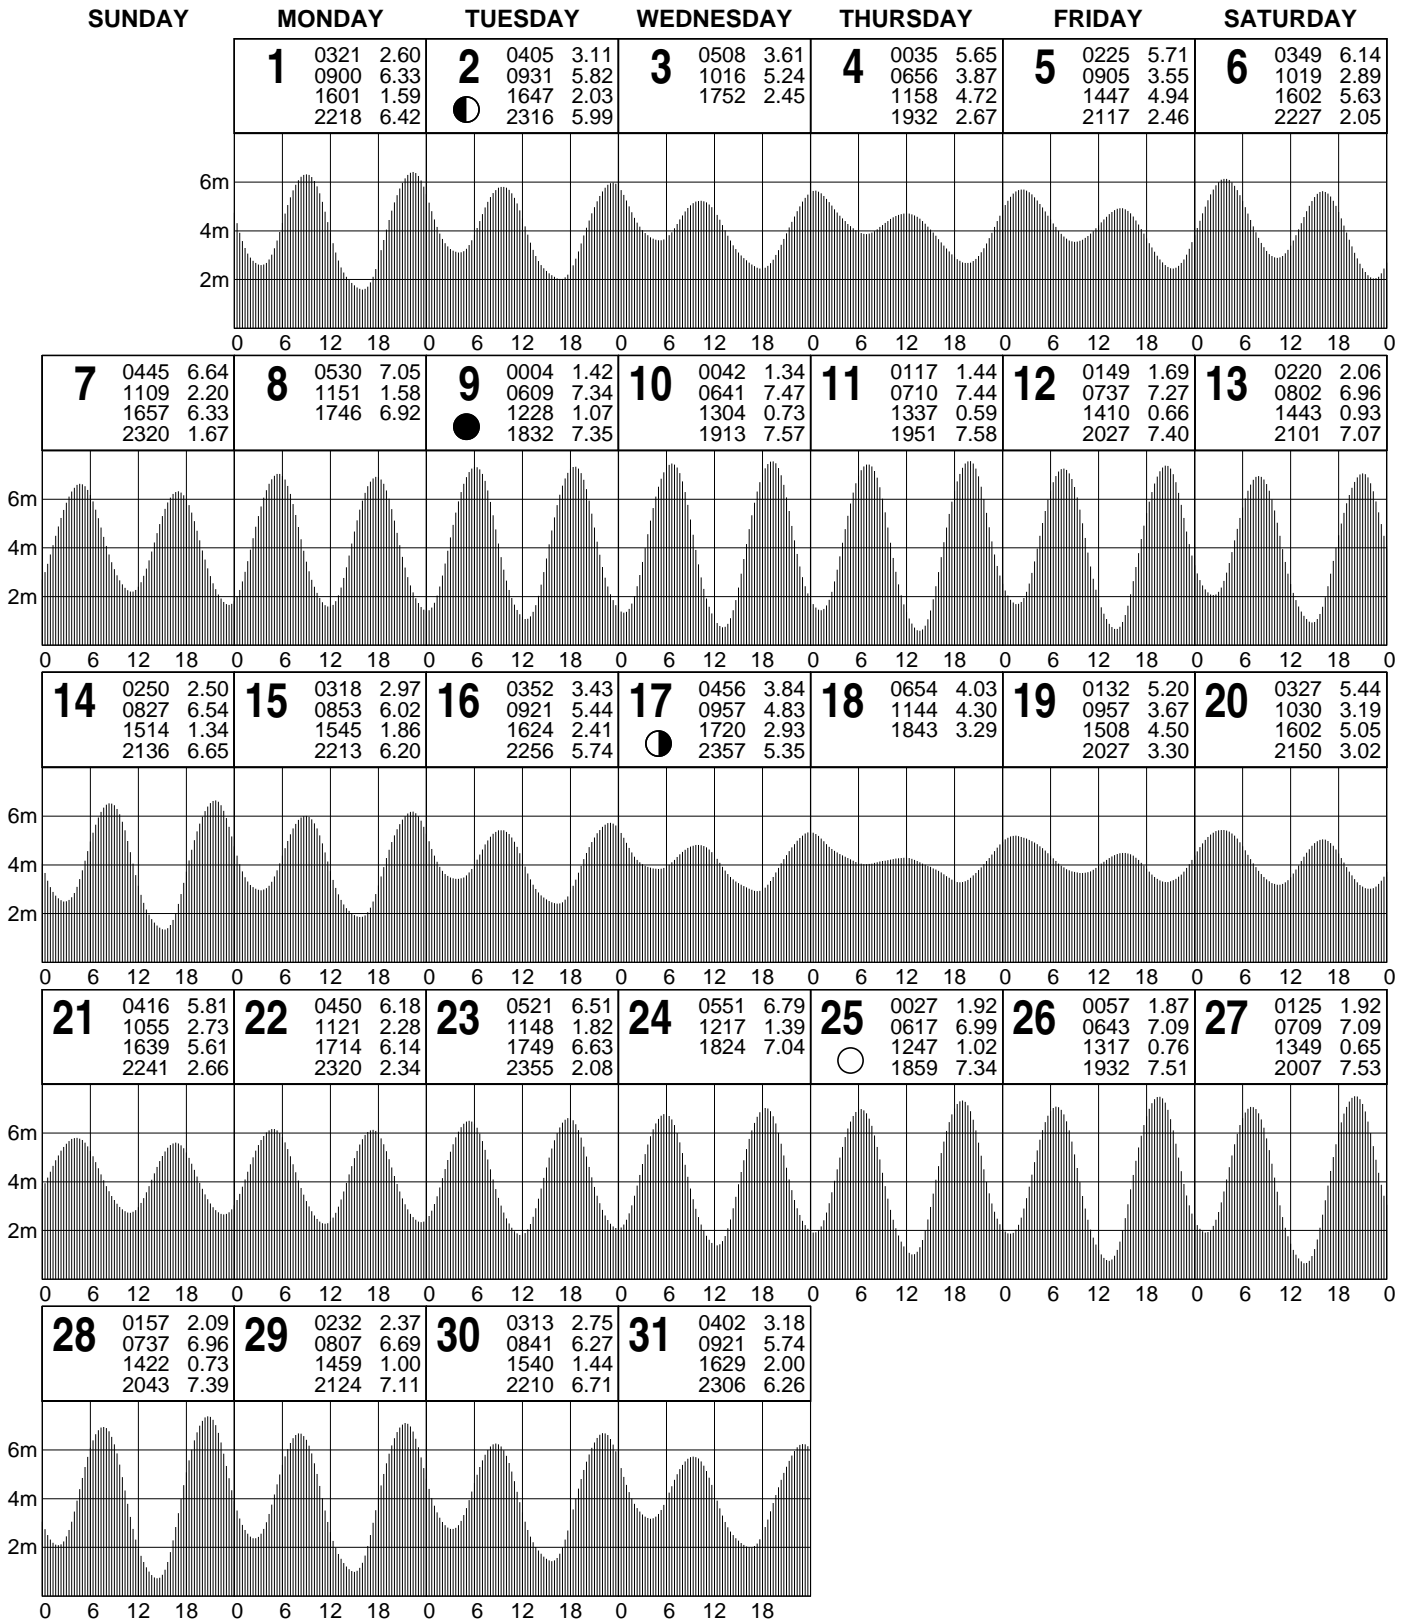 SUNDAY MONDAY TUESDAY WEDNESDAY THURSDAY FRIDAY SATURDAY
1 0321 2.60 2 0405 3.11 3 0508 3.61 4 0035 5.65 5 0225 5.71 6 0349 6.14
0900 6.33 0931 5.82 1016 5.24 0656 3.87 0905 3.55 1019 2.89
1601 1.59 1647 2.03 1752 2.45 1158 4.72 1447 4.94 1602 5.63
2218 6.42 2316 5.99 1932 2.67 2117 2.46 2227 2.05
6m
4m
2m
0 6 12 18 0 6 12 18 0 6 12 18 0 6 12 18 0 6 12 18 0 6 12 18 0
7 0445 6.64 8 0530 7.05 9 0004 1.42 10 0042 1.34 11 0117 1.44 12 0149 1.69 13 0220 2.06
1109 2.20 1151 1.58 0609 7.34 0641 7.47 0710 7.44 0737 7.27 0802 6.96
1657 6.33 1746 6.92 1228 1.07 1304 0.73 1337 0.59 1410 0.66 1443 0.93
2320 1.67 1832 7.35 1913 7.57 1951 7.58 2027 7.40 2101 7.07
6m
4m
2m
0 6 12 18 0 6 12 18 0 6 12 18 0 6 12 18 0 6 12 18 0 6 12 18 0 6 12 18 0
14 0250 2.50 15 0318 2.97 16 0352 3.43 17 0456 3.84 18 0654 4.03 19 0132 5.20 20 0327 5.44
0827 6.54 0853 6.02 0921 5.44 0957 4.83 1144 4.30 0957 3.67 1030 3.19
1514 1.34 1545 1.86 1624 2.41 1720 2.93 1843 3.29 1508 4.50 1602 5.05
2136 6.65 2213 6.20 2256 5.74 2357 5.35 2027 3.30 2150 3.02
6m
4m
2m
0 6 12 18 0 6 12 18 0 6 12 18 0 6 12 18 0 6 12 18 0 6 12 18 0 6 12 18 0
21 0416 5.81 22 0450 6.18 23 0521 6.51 24 0551 6.79 25 0027 1.92 26 0057 1.87 27 0125 1.92
1055 2.73 1121 2.28 1148 1.82 1217 1.39 0617 6.99 0643 7.09 0709 7.09
1639 5.61 1714 6.14 1749 6.63 1824 7.04 1247 1.02 1317 0.76 1349 0.65
2241 2.66 2320 2.34 2355 2.08 1859 7.34 1932 7.51 2007 7.53
6m
4m
2m
0 6 12 18 0 6 12 18 0 6 12 18 0 6 12 18 0 6 12 18 0 6 12 18 0 6 12 18 0
28 0157 2.09 29 0232 2.37 30 0313 2.75 31 0402 3.18
0737 6.96 0807 6.69 0841 6.27 0921 5.74
1422 0.73 1459 1.00 1540 1.44 1629 2.00
2043 7.39 2124 7.11 2210 6.71 2306 6.26
6m
4m
2m
0 6 12 18 0 6 12 18 0 6 12 18 0 6 12 18